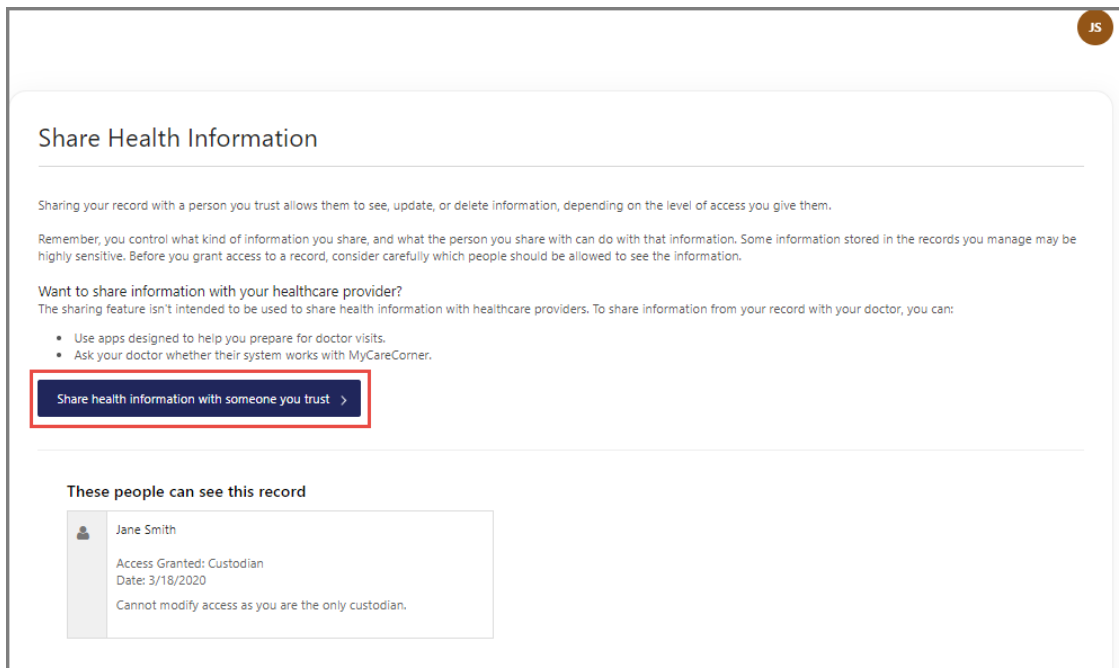 JS
Share Health Information
Sharing your record with a person you trust allows them to see, update, or delete information, depending on the level of access you give them.
Remember, you control what kind of information you share, and what the person you share with can do with that information. Some information stored in the records you manage may be
highly sensitive. Before you grant access to a record, consider carefully which people should be allowed to see the information.
Want to share information with your healthcare provider?
The sharing feature isn't intended to be used to share health information with healthcare providers. To share information from your record with your doctor, you can:
• Use apps designed to help you prepare for doctor visits.
• Ask your doctor whether their system works with MyCareCorner.
Share health information with someone you trust >
These people can see this record
Jane Smith
Access Granted: Custodian
Date: 3/18/2020
Cannot modify access as you are the only custodian.